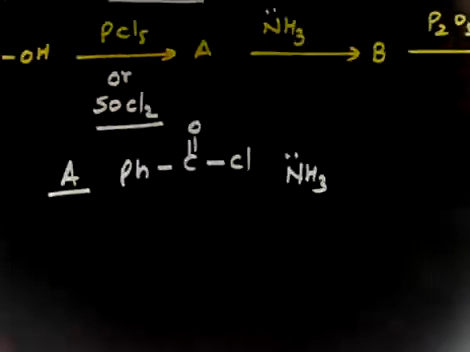 -OH PCl5 A N̈H3 B P2O5
or
SOCl2
O
A Ph-C-Cl N̈H3